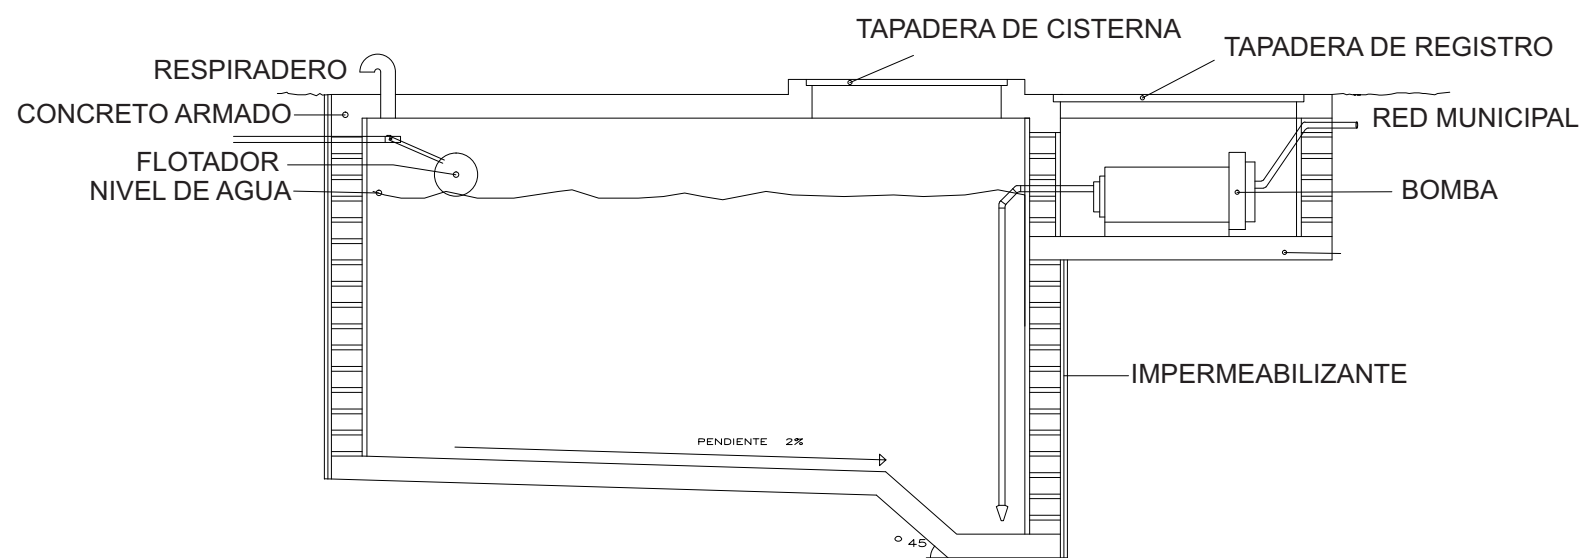 TAPADERA DE CISTERNA
TAPADERA DE REGISTRO
RESPIRADERO
CONCRETO ARMADO
RED MUNICIPAL
FLOTADOR
NIVEL DE AGUA
BOMBA
IMPERMEABILIZANTE
PENDIENTE 2%
° 45